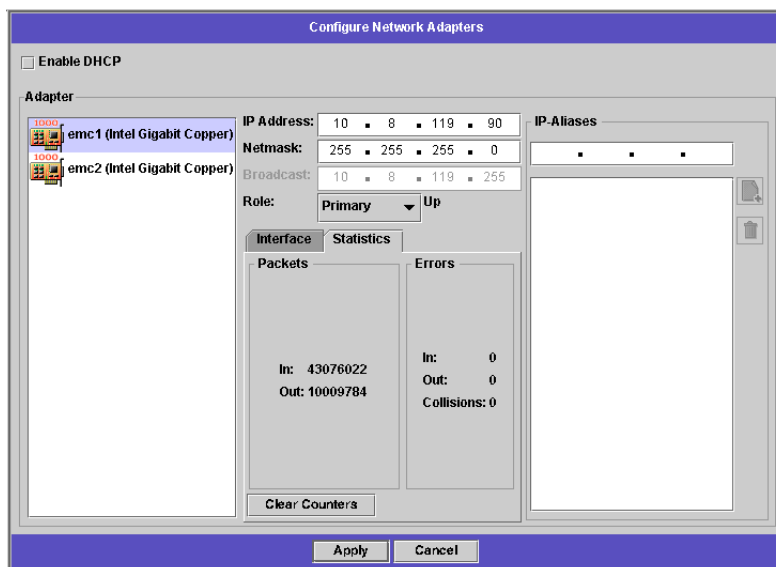 Configure Network Adapters
Enable DHCP
Adapter
1000
emc1 (Intel Gigabit Copper)
1000
emc2 (Intel Gigabit Copper)
IP Address: 10 . 8 . 119 . 90
Netmask: 255 . 255 . 255 . 0
Broadcast: 10 . 8 . 119 . 255
Role: Primary Up
Interface Statistics
Packets
In: 43076022
Out: 10009784
Errors
In: 0
Out: 0
Collisions: 0
Clear Counters
IP-Aliases
. . .
Apply Cancel